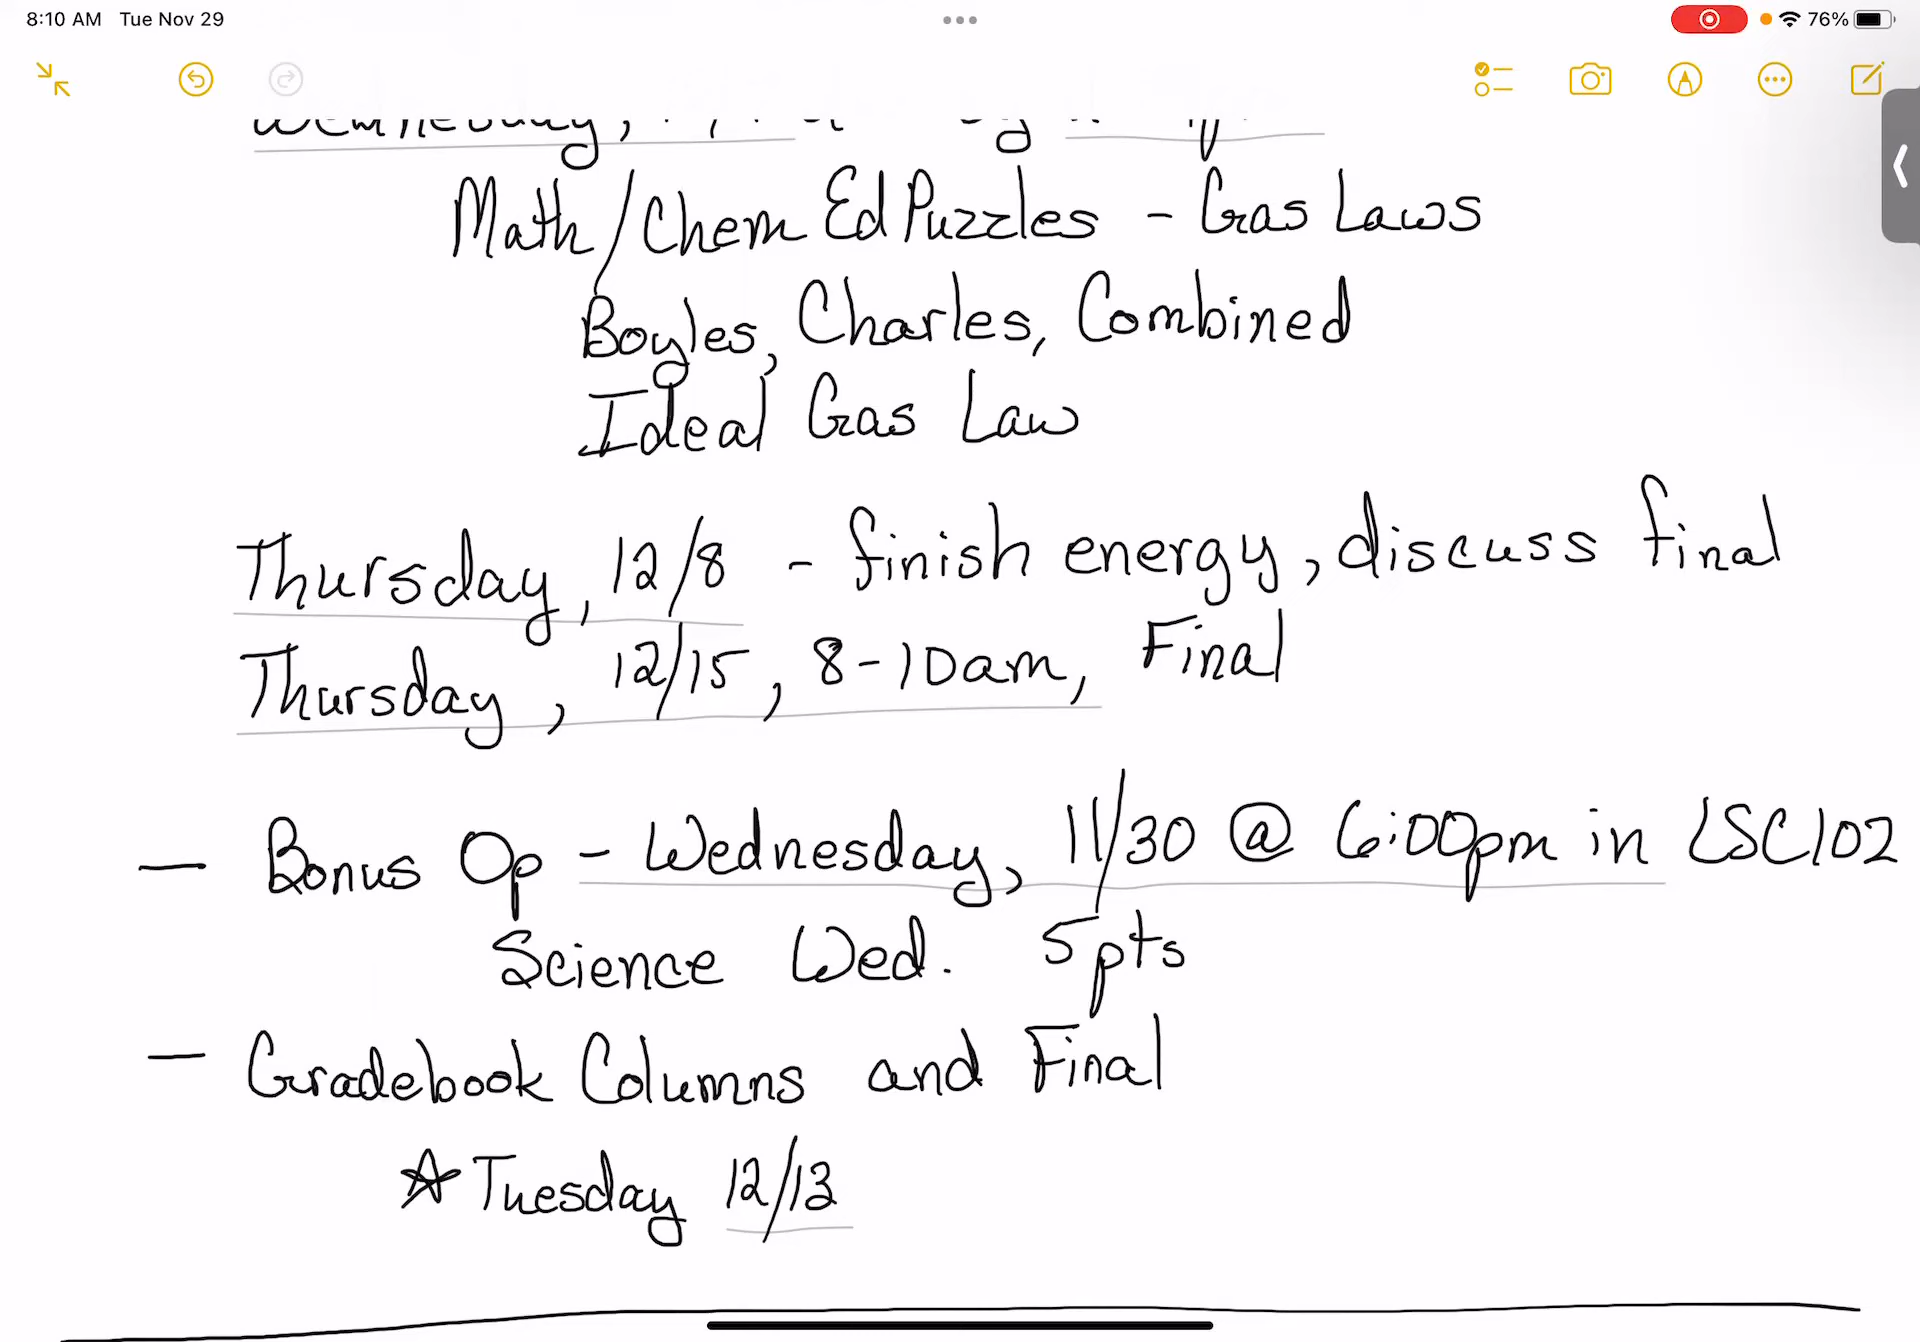 8:10 AM Tue Nov 29
76%
Wednesday,
Math/Chem Ed Puzzles - Gas Laws
Boyles, Charles, Combined
Ideal Gas Law
Thursday, 12/8 - finish energy, discuss final
Thursday, 12/15, 8-10am, Final
— Bonus Op - Wednesday, 11/30 @ 6:00pm in LSC102
Science Wed. 5pts
— Gradebook Columns and Final
☆ Tuesday 12/13